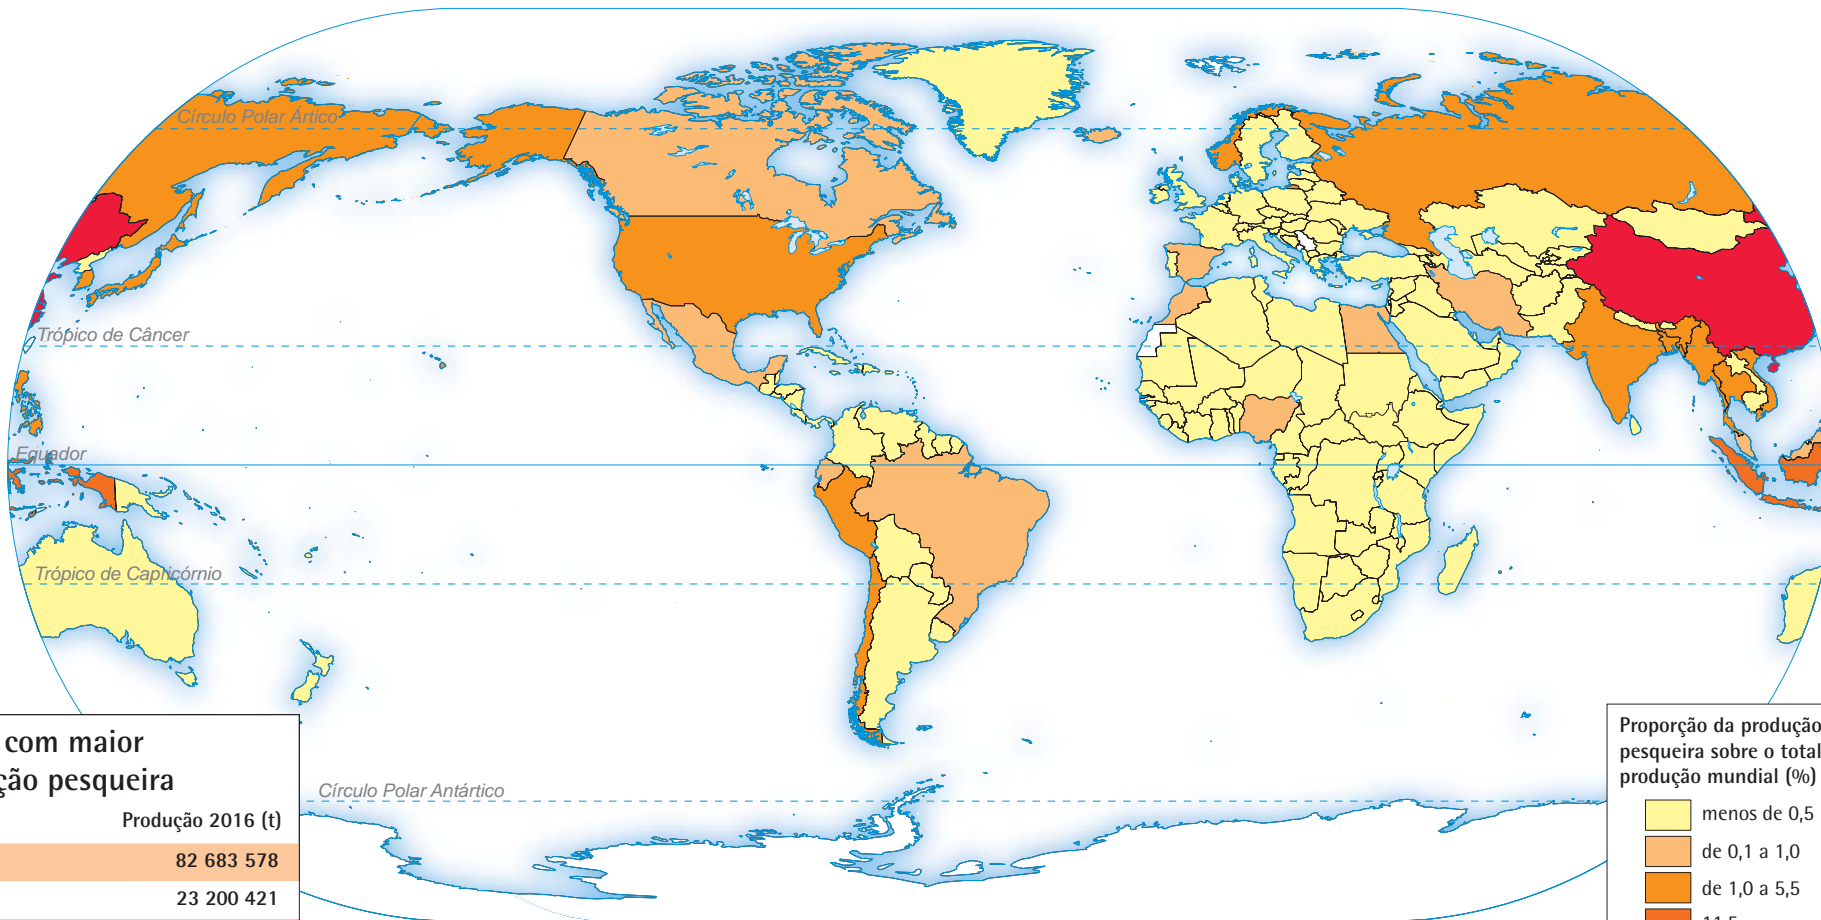 Círculo Polar Ártico
Trópico de Câncer
Equador
Trópico de Capricórnio
Círculo Polar Antártico
com maior
ção pesqueira
Produção 2016 (t)
82 683 578
23 200 421
Proporção da produção
pesqueira sobre o total
produção mundial (%)
menos de 0,5
de 0,1 a 1,0
de 1,0 a 5,5